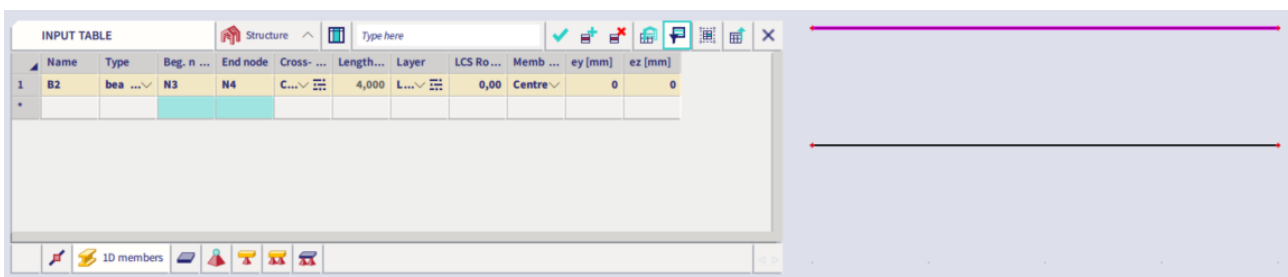 INPUT TABLE Structure Type here
Name Type Beg. n ... End node Cross- ... Length... Layer LCS Ro... Memb ... ey [mm] ez [mm]
1 B2 bea ... N3 N4 C... 4,000 L... 0,00 Centre 0 0
*
1D members